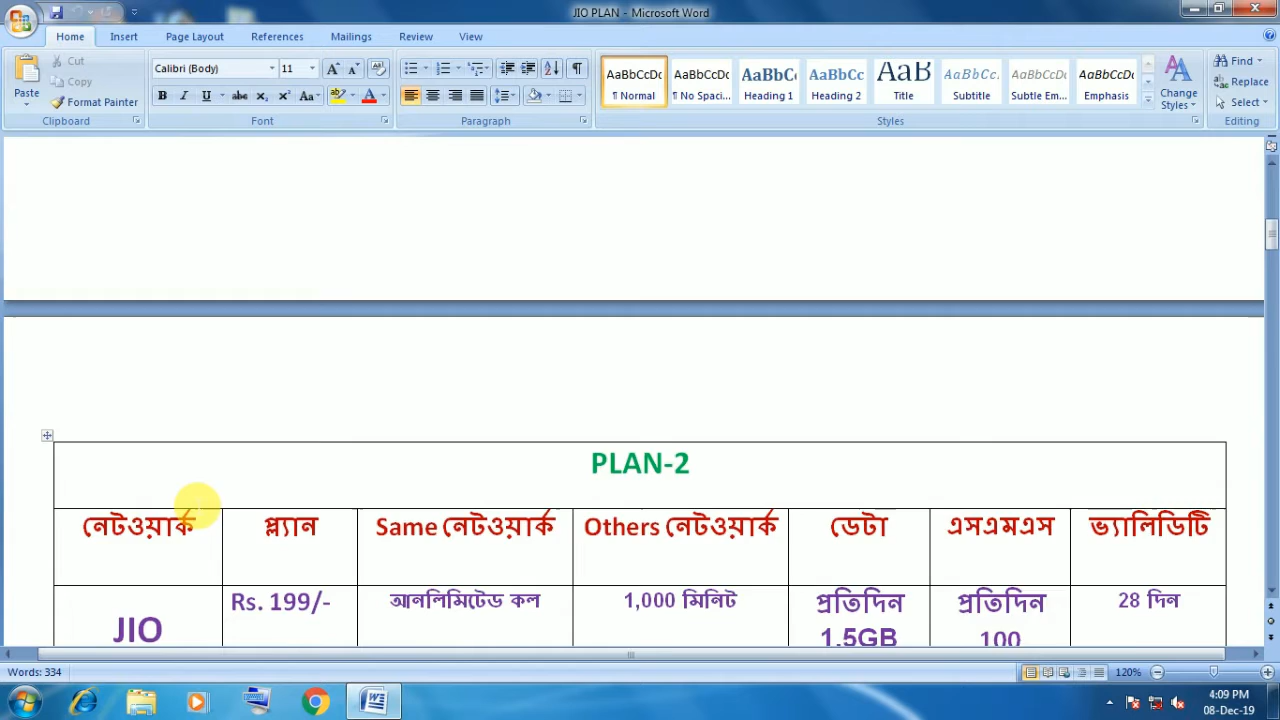 JIO PLAN - Microsoft Word
Home Insert Page Layout References Mailings Review View
Paste
Cut
Copy
Format Painter
Clipboard
Calibri (Body) 11
Font
Paragraph
AaBbCcDc AaBbCcDc AaBbC AaBbCc AaB AaBbCc. AaBbCcDc AaBbCcDc
¶ Normal ¶ No Spaci... Heading 1 Heading 2 Title Subtitle Subtle Em... Emphasis
Change
Styles
Styles
Find
Replace
Select
Editing
PLAN-2
নেটওয়ার্ক প্ল্যান Same নেটওয়ার্ক Others নেটওয়ার্ক ডেটা এসএমএস ভ্যালিডিটি
JIO Rs. 199/- আনলিমিটেড কল 1,000 মিনিট প্রতিদিন প্রতিদিন 28 দিন
1.5GB 100
Words: 334 120%
4:09 PM
08-Dec-19